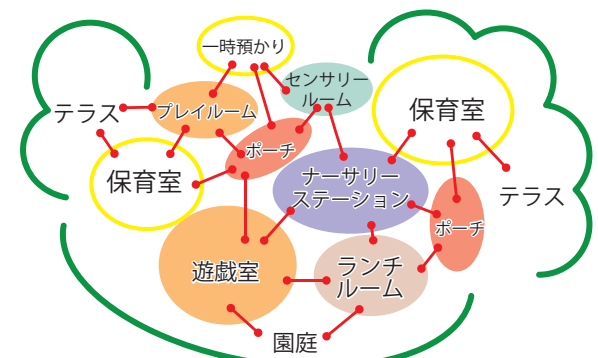 一時預かり
センサリー
ルーム
保育室
テラス
プレイルーム
ポーチ
保育室
ナーサリー
ステーション
テラス
ポーチ
遊戯室
ランチ
ルーム
園庭